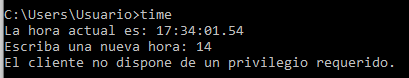 C:\Users\Usuario>time
La hora actual es: 17:34:01.54
Escriba una nueva hora: 14
El cliente no dispone de un privilegio requerido.